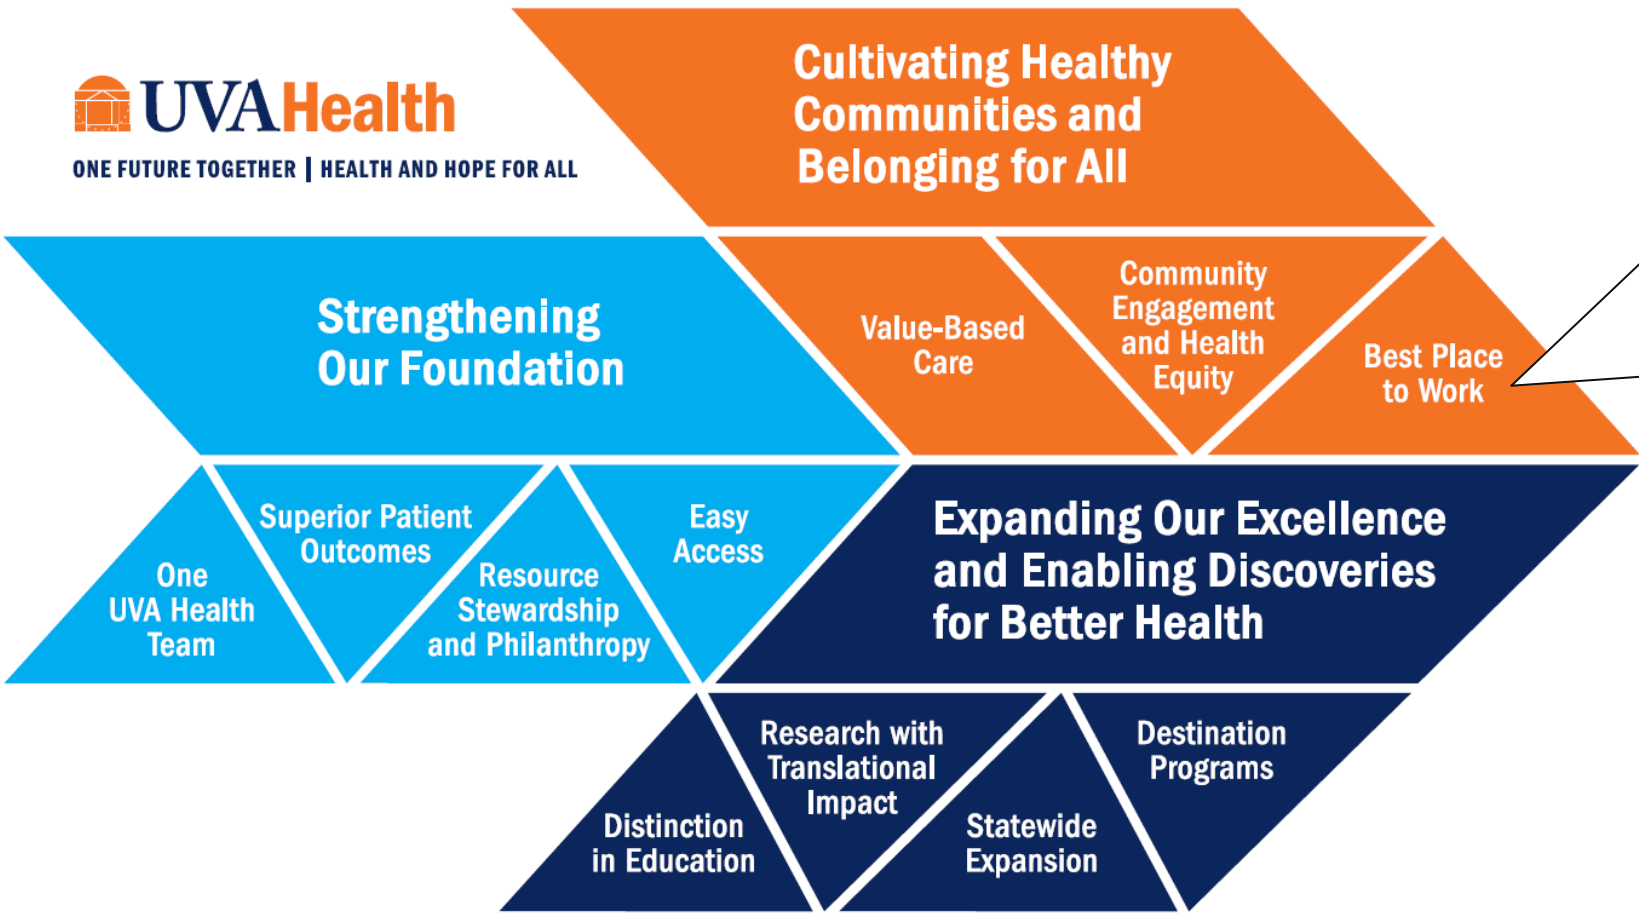 UVAHealth
ONE FUTURE TOGETHER | HEALTH AND HOPE FOR ALL
Cultivating Healthy
Communities and
Belonging for All
Value-Based
Care
Community
Engagement
and Health
Equity
Best Place
to Work
Strengthening
Our Foundation
One
UVA Health
Team
Superior Patient
Outcomes
Resource
Stewardship
and Philanthropy
Easy
Access
Expanding Our Excellence
and Enabling Discoveries
for Better Health
Distinction
in Education
Research with
Translational
Impact
Statewide
Expansion
Destination
Programs